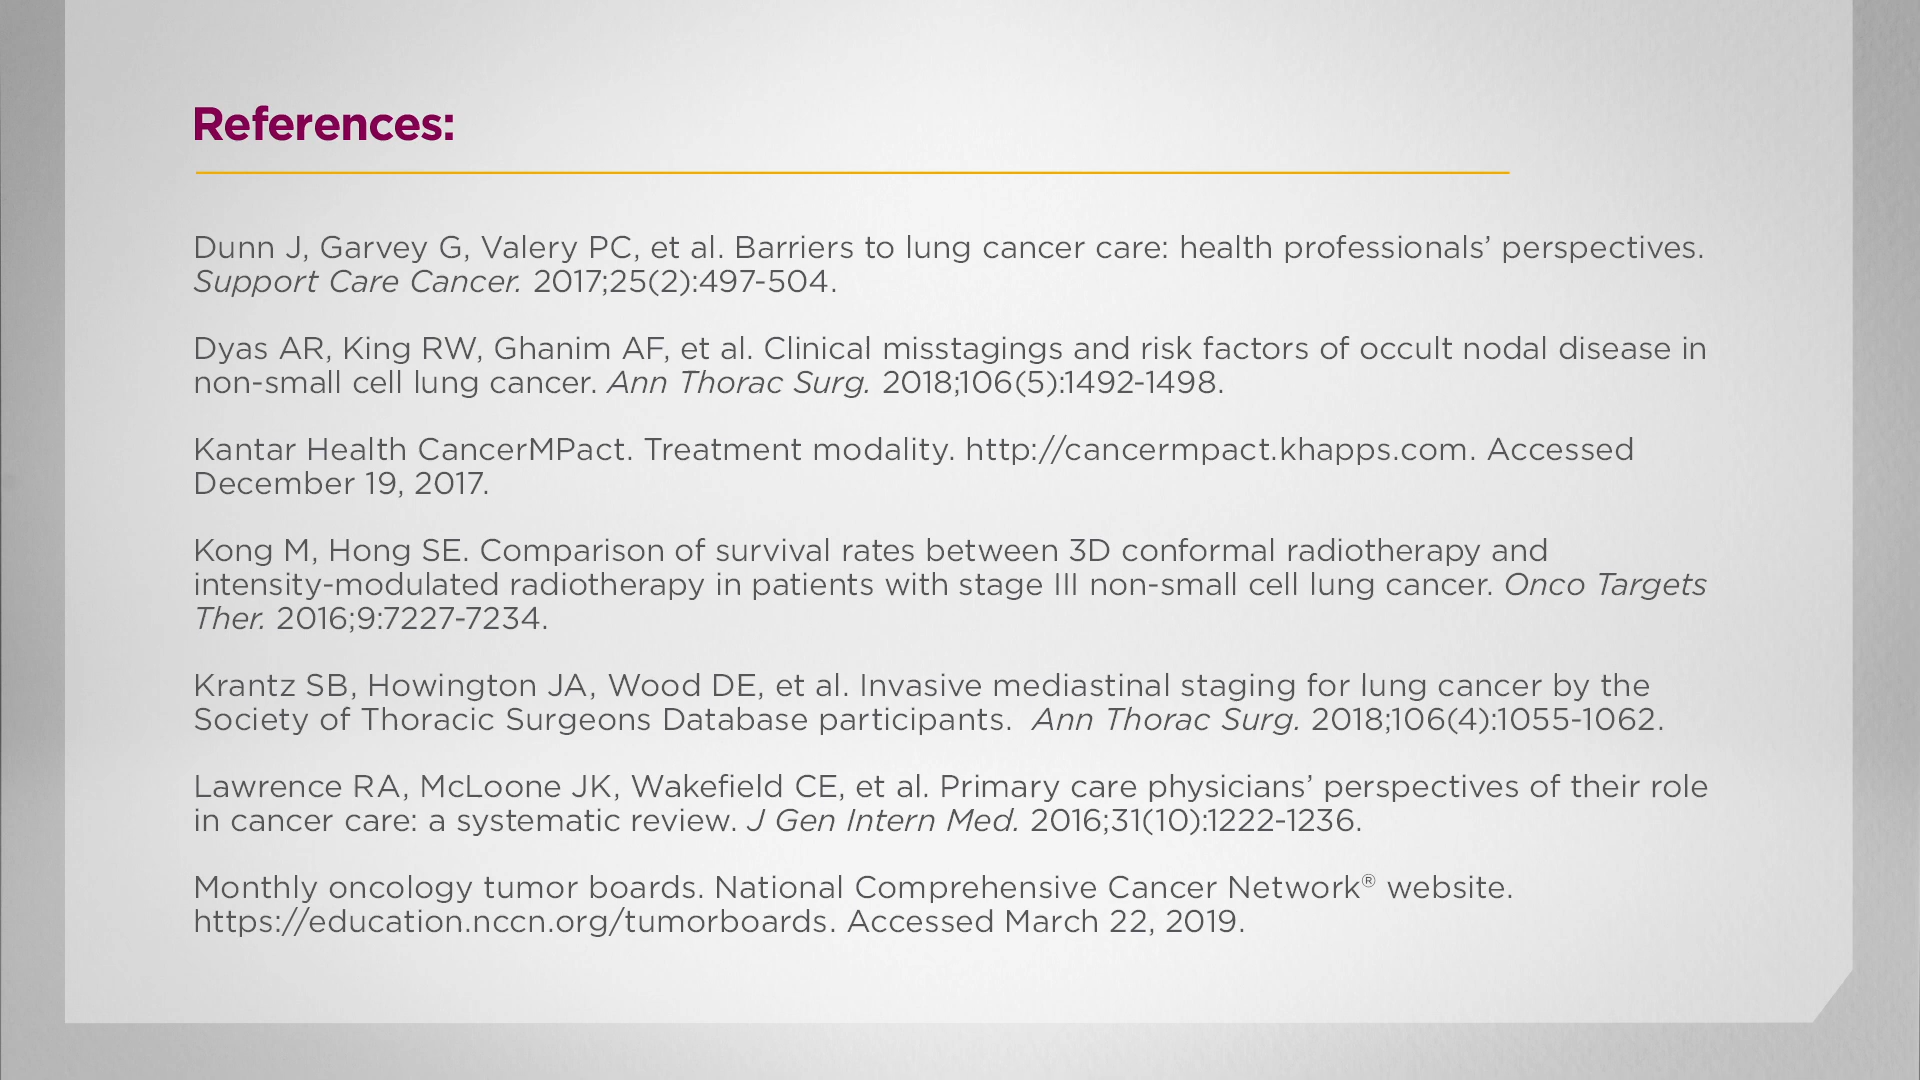 References:
Dunn J, Garvey G, Valery PC, et al. Barriers to lung cancer care: health professionals’ perspectives.
Support Care Cancer. 2017;25(2):497-504.
Dyas AR, King RW, Ghanim AF, et al. Clinical misstagings and risk factors of occult nodal disease in
non-small cell lung cancer. Ann Thorac Surg. 2018;106(5):1492-1498.
Kantar Health CancerMPact. Treatment modality. http://cancermpact.khapps.com. Accessed
December 19, 2017.
Kong M, Hong SE. Comparison of survival rates between 3D conformal radiotherapy and
intensity-modulated radiotherapy in patients with stage III non-small cell lung cancer. Onco Targets
Ther. 2016;9:7227-7234.
Krantz SB, Howington JA, Wood DE, et al. Invasive mediastinal staging for lung cancer by the
Society of Thoracic Surgeons Database participants. Ann Thorac Surg. 2018;106(4):1055-1062.
Lawrence RA, McLoone JK, Wakefield CE, et al. Primary care physicians’ perspectives of their role
in cancer care: a systematic review. J Gen Intern Med. 2016;31(10):1222-1236.
Monthly oncology tumor boards. National Comprehensive Cancer Network® website.
https://education.nccn.org/tumorboards. Accessed March 22, 2019.